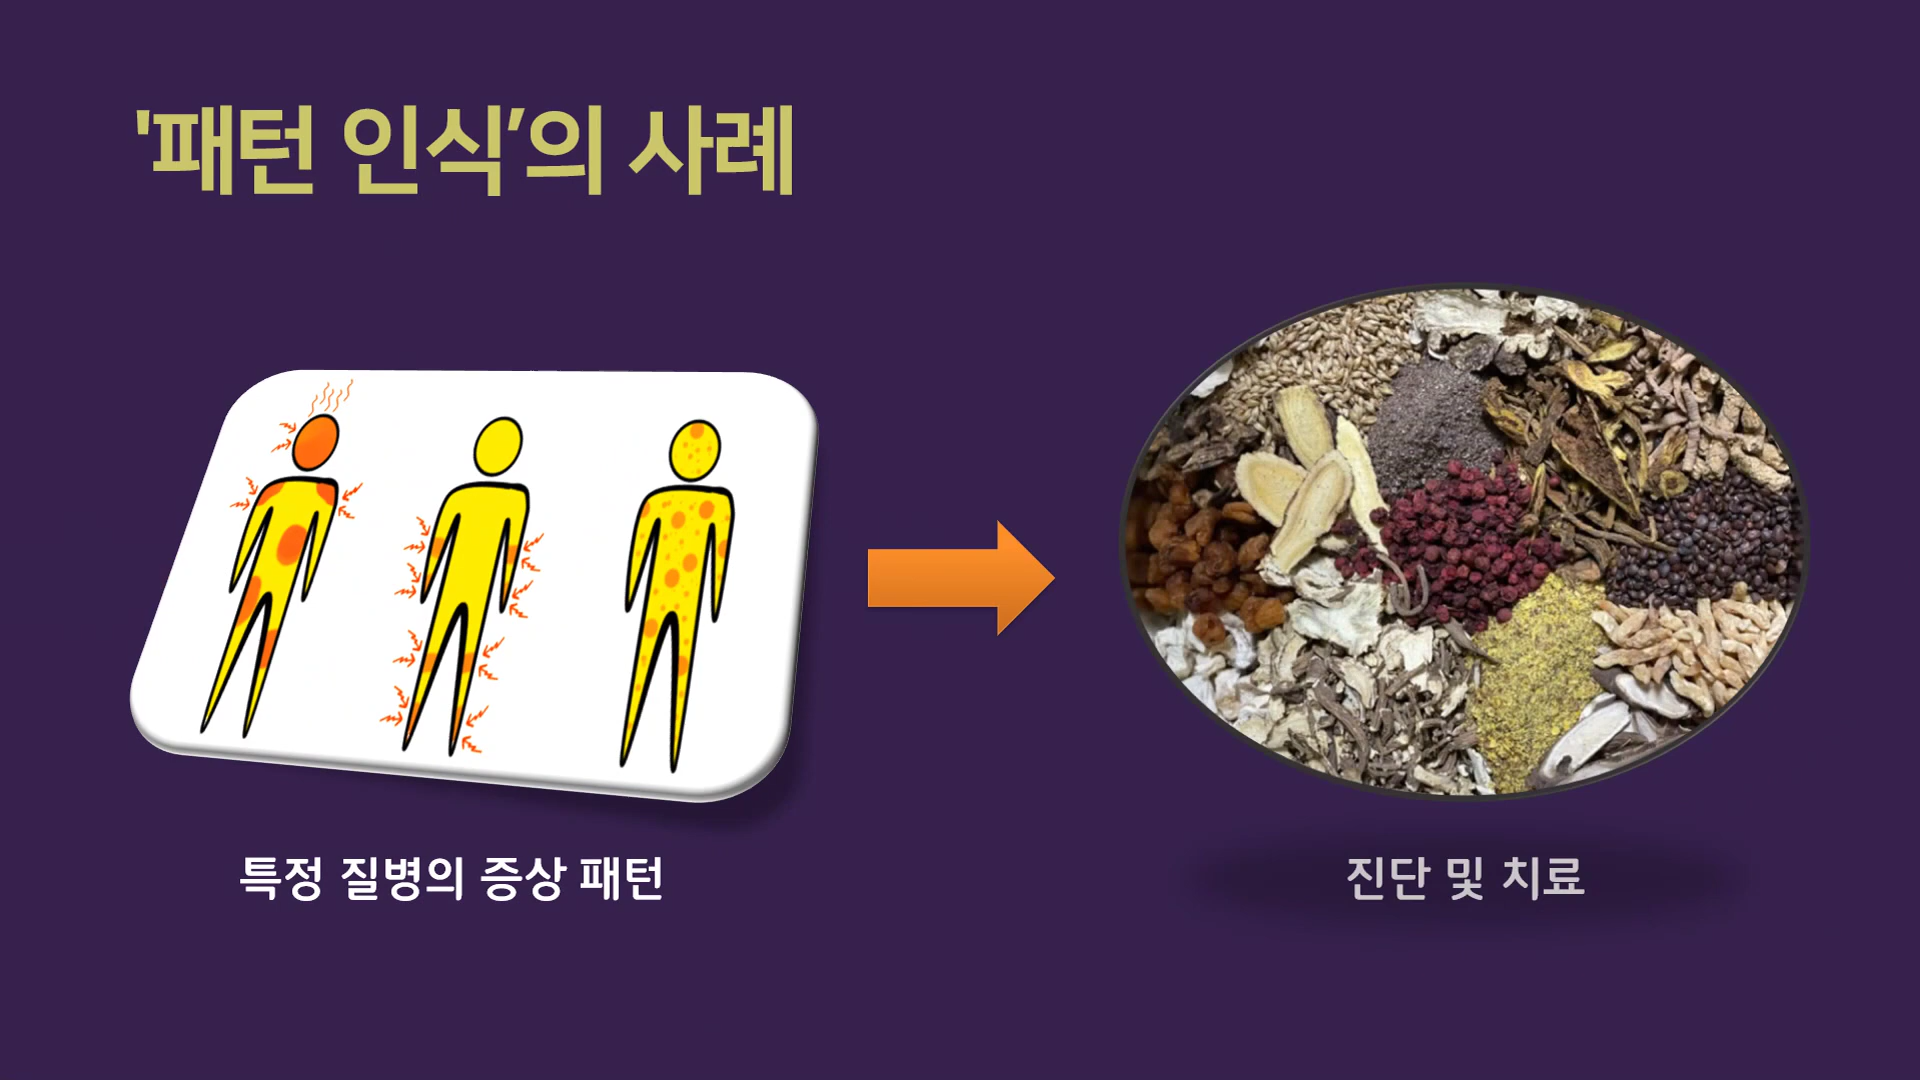 '패턴 인식’의 사례
특정 질병의 증상 패턴
진단 및 치료